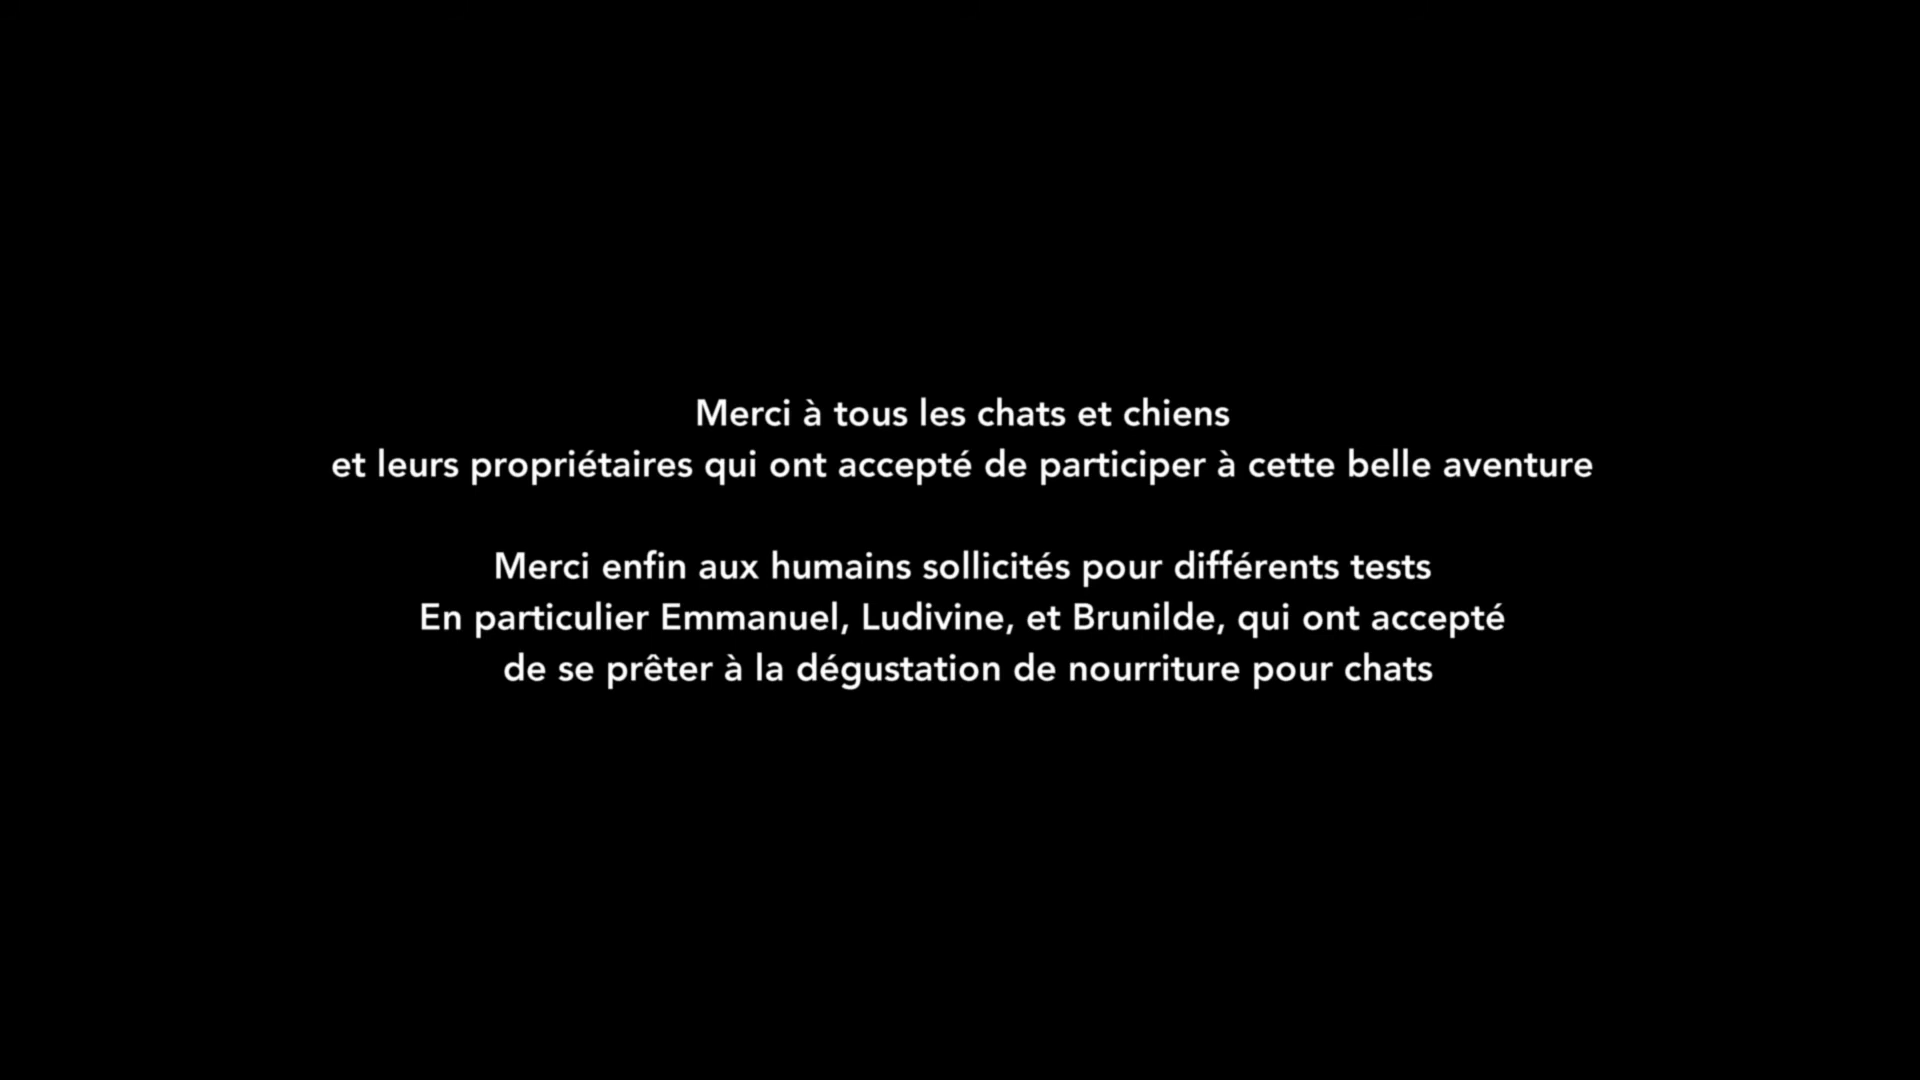 Merci à tous les chats et chiens
et leurs propriétaires qui ont accepté de participer à cette belle aventure
Merci enfin aux humains sollicités pour différents tests
En particulier Emmanuel, Ludivine, et Brunilde, qui ont accepté
de se prêter à la dégustation de nourriture pour chats